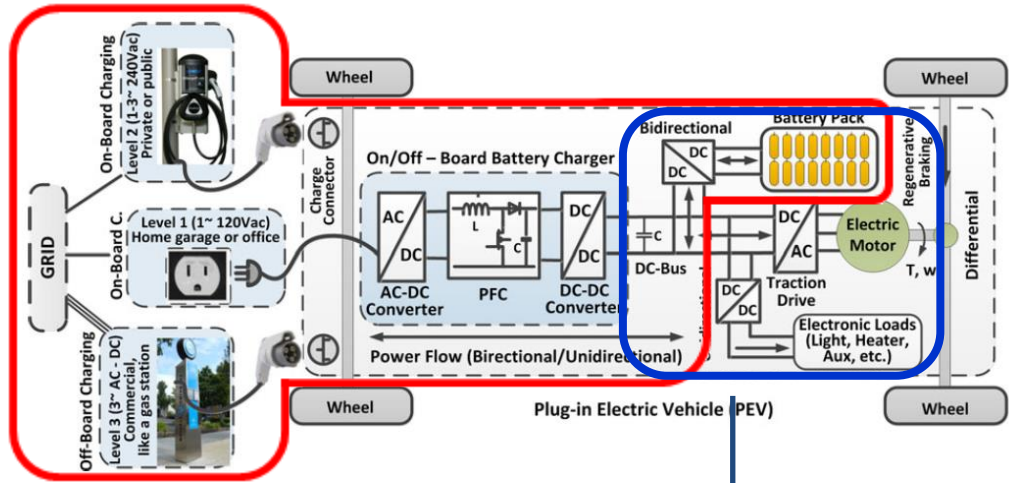 GRID
On-Board Charging
Level 2 (1-3~ 240Vac)
Private or public
On-Board C.
Level 1 (1~ 120Vac)
Home garage or office
Off-Board Charging
Level 3 (3~ AC - DC)
Commercial,
like a gas station
Charge
Connector
Wheel
Wheel
Wheel
Wheel
On/Off – Board Battery Charger
AC
DC
AC-DC
Converter
L
C
PFC
DC
DC
DC-DC
Converter
Power Flow (Birectional/Unidirectional)
C
DC-Bus
Bidirectional
DC
DC
Battery Pack
DC
AC
Traction
Drive
DC
DC
Electronic Loads
(Light, Heater,
Aux, etc.)
Electric
Motor
Regenerative
Braking
T, w
Differential
Plug-in Electric Vehicle (PEV)